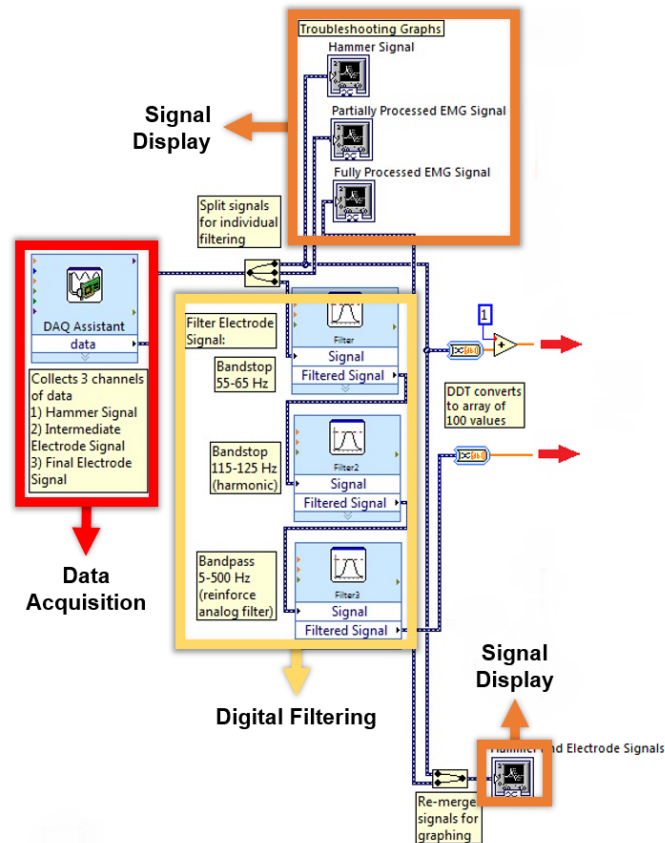 Troubleshooting Graphs
Hammer Signal
Partially Processed EMG Signal
Fully Processed EMG Signal
Signal
Display
Split signals
for individual
filtering
DAQ Assistant
data
Collects 3 channels
of data
1) Hammer Signal
2) Intermediate
Electrode Signal
3) Final Electrode
Signal
Data
Acquisition
Filter Electrode
Signal:
Bandstop
55-65 Hz
Filter
Signal
Filtered Signal
Bandstop
115-125 Hz
(harmonic)
Filter2
Signal
Filtered Signal
Bandpass
5-500 Hz
(reinforce
analog filter)
Filter3
Signal
Filtered Signal
Digital Filtering
1
DDT converts
to array of
100 values
Signal
Display
Hammer and Electrode Signals
Re-merge
signals for
graphing